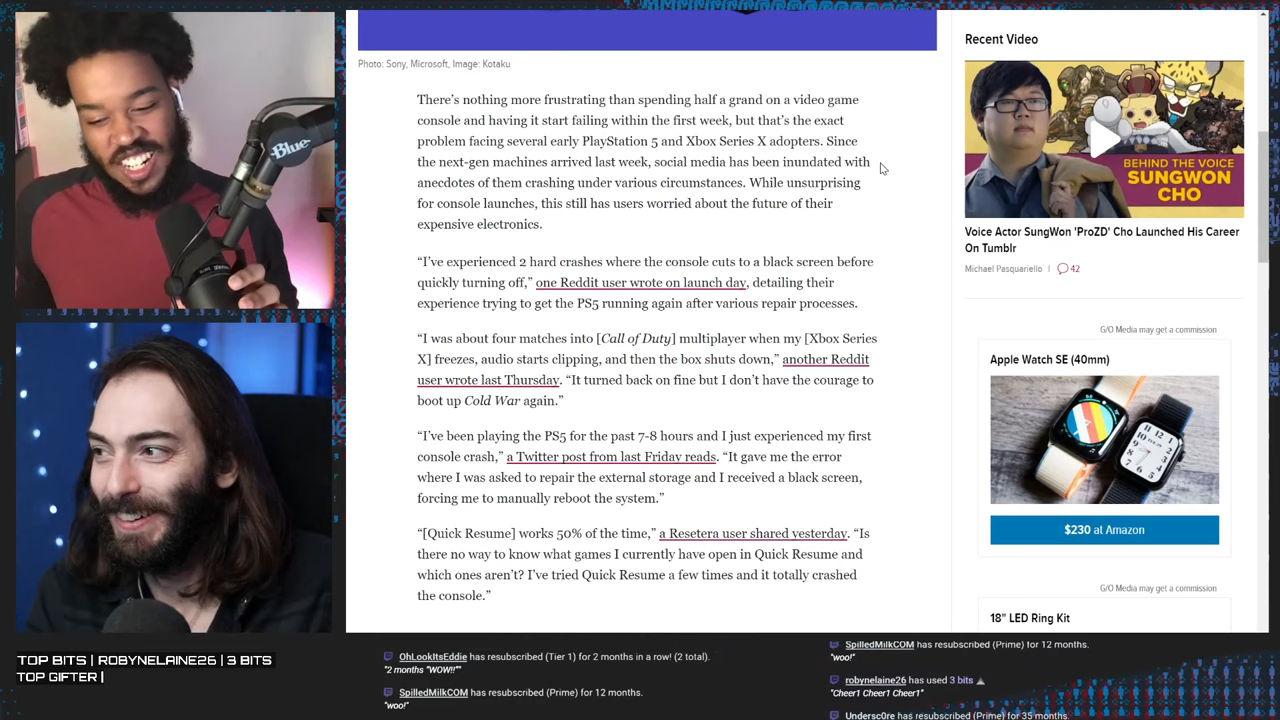 Blue
TOP BITS | ROBYNELAINE26 | 3 BITS
TOP GIFTER |
Photo: Sony, Microsoft, Image: Kotaku
There's nothing more frustrating than spending half a grand on a video game
console and having it start failing within the first week, but that's the exact
problem facing several early PlayStation 5 and Xbox Series X adopters. Since
the next-gen machines arrived last week, social media has been inundated with
anecdotes of them crashing under various circumstances. While unsurprising
for console launches, this still has users worried about the future of their
expensive electronics.
“I've experienced 2 hard crashes where the console cuts to a black screen before
quickly turning off,” one Reddit user wrote on launch day, detailing their
experience trying to get the PS5 running again after various repair processes.
“I was about four matches into [Call of Duty] multiplayer when my [Xbox Series
X] freezes, audio starts clipping, and then the box shuts down,” another Reddit
user wrote last Thursday. “It turned back on fine but I don't have the courage to
boot up Cold War again.”
“I've been playing the PS5 for the past 7-8 hours and I just experienced my first
console crash,” a Twitter post from last Friday reads. “It gave me the error
where I was asked to repair the external storage and I received a black screen,
forcing me to manually reboot the system.”
“[Quick Resume] works 50% of the time,” a Resetera user shared yesterday. “Is
there no way to know what games I currently have open in Quick Resume and
which ones aren't? I've tried Quick Resume a few times and it totally crashed
the console.”
Recent Video
BEHIND THE VOICE
SUNGWON
CHO
Voice Actor SungWon 'ProZD' Cho Launched His Career
On Tumblr
Michael Pasquariello | 42
G/O Media may get a commission
Apple Watch SE (40mm)
$230 at Amazon
G/O Media may get a commission
18" LED Ring Kit
OhLookItsEddie has resubscribed (Tier 1) for 2 months in a row! (2 total).
"2 months *WOW!!*"
SpilledMilkCOM has resubscribed (Prime) for 12 months.
"woo!"
SpilledMilkCOM has resubscribed (Prime) for 12 months.
"woo!"
robynelaine26 has used 3 bits
"Cheer1 Cheer1 Cheer1"
Undersc0re has resubscribed (Prime) for 35 months.